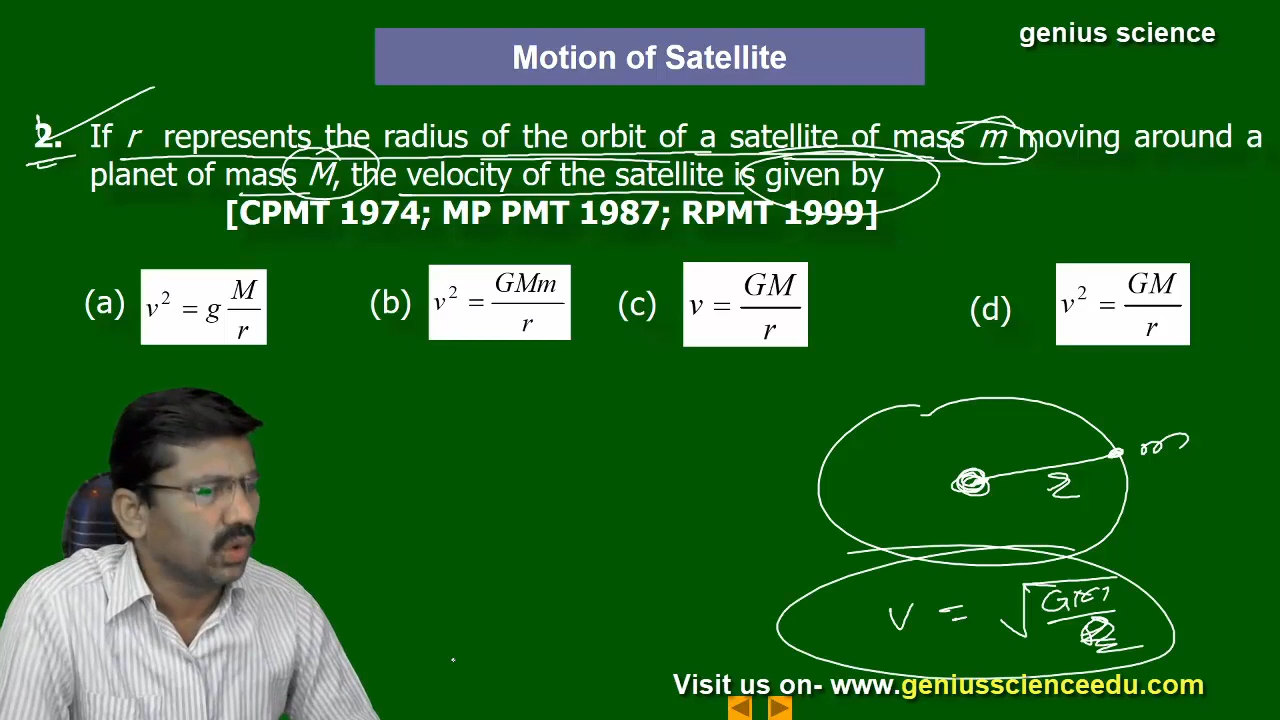 genius science
Motion of Satellite
2. If r represents the radius of the orbit of a satellite of mass m moving around a
planet of mass M, the velocity of the satellite is given by
[CPMT 1974; MP PMT 1987; RPMT 1999]
(a) v² = g M/r (b) v² = GMm/r (c) v = GM/r (d) v² = GM/r
m
r
v = √GM/r
Visit us on- www.geniusscienceedu.com